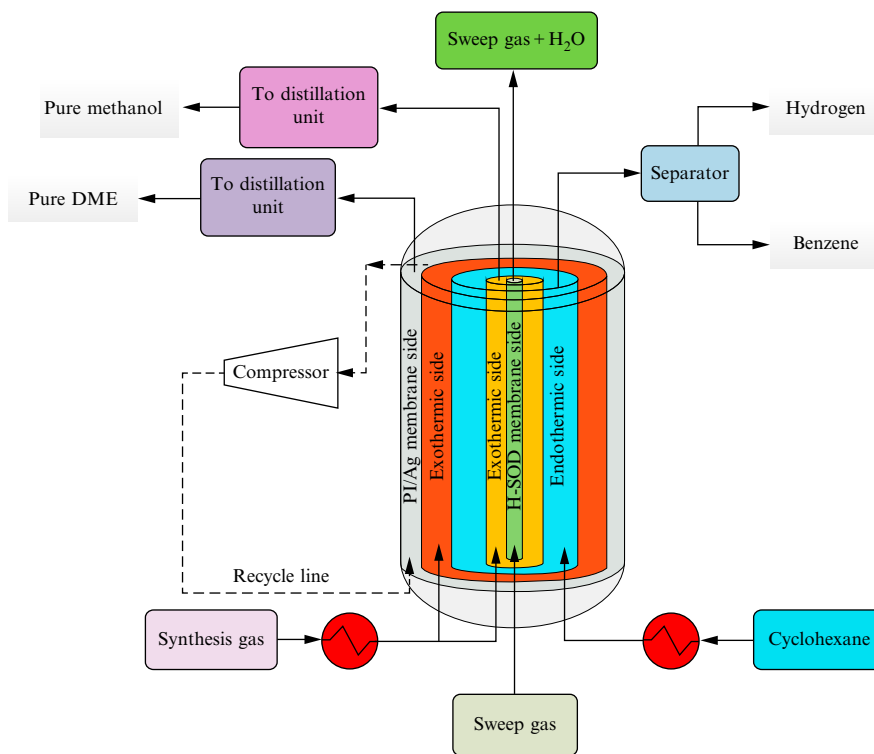 Sweep gas + H₂O
To distillation
unit
Pure methanol
Hydrogen
To distillation
unit
Separator
Pure DME
Benzene
Compressor
PI/Ag membrane side
Exothermic side
Exothermic side
H-SOD membrane side
Endothermic side
Recycle line
Synthesis gas
Cyclohexane
Sweep gas